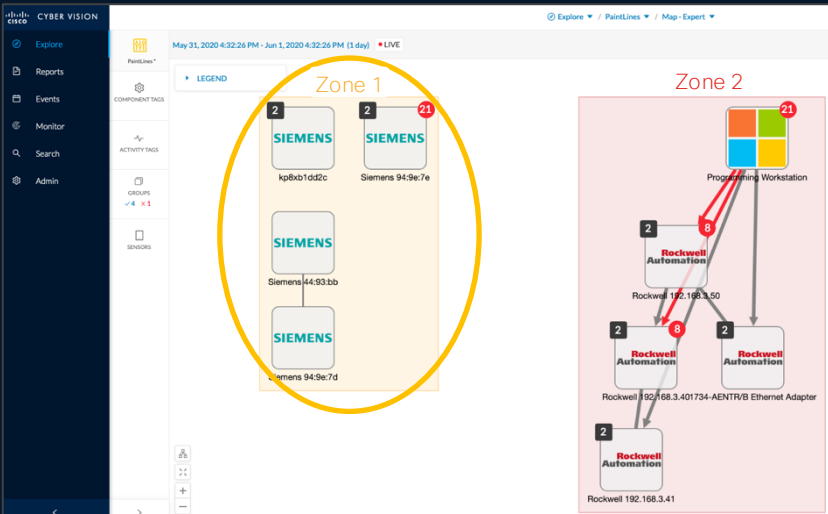 cisco CYBER VISION
Explore ▼ / PaintLines ▼ / Map - Expert ▼
Explore
Reports
Events
Monitor
Search
Admin
PaintLines*
COMPONENT TAGS
ACTIVITY TAGS
GROUPS
✓4 ×1
SENSORS
May 31, 2020 4:32:26 PM - Jun 1, 2020 4:32:26 PM (1 day) • LIVE
LEGEND
Zone 1
2
SIEMENS
kp8xb1dd2c
2
21
SIEMENS
Siemens 94:9e:7e
SIEMENS
Siemens 44:93:bb
SIEMENS
Siemens 94:9e:7d
Zone 2
21
Programming Workstation
2
8
Rockwell
Automation
Rockwell 192.168.3.50
2
8
Rockwell
Automation
Rockwell 192.168.3.40
2
Rockwell
Automation
1734-AENTR/B Ethernet Adapter
2
Rockwell
Automation
Rockwell 192.168.3.41